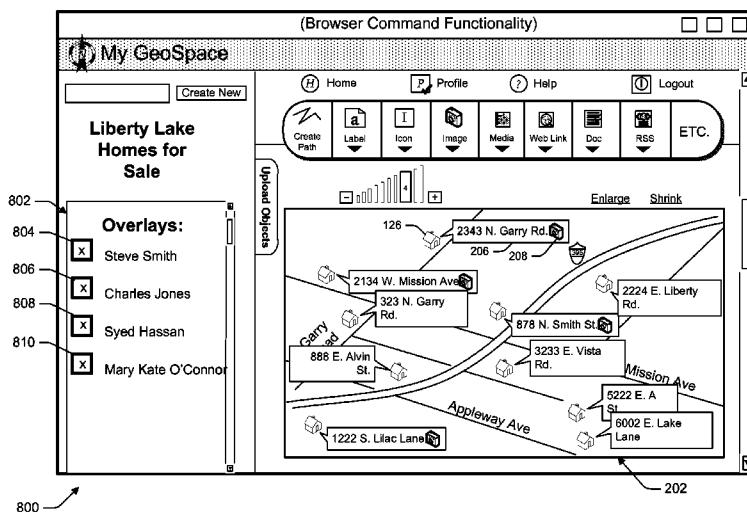 (Browser Command Functionality)
N
My GeoSpace
H Home
P Profile
? Help
Logout
Create New
Liberty Lake
Homes for
Sale
Create
Path
a
Label
I
Icon
Image
Media
Web Link
Doc
RSS
ETC.
Upload Objects
4
Enlarge Shrink
802
804
806
808
810
Overlays:
x Steve Smith
x Charles Jones
x Syed Hassan
x Mary Kate O'Connor
126
2343 N. Garry Rd.
206
208
395
2134 W. Mission Ave
323 N. Garry
Rd.
2224 E. Liberty
Rd.
878 N. Smith St.
Garry
888 E. Alvin
St.
3233 E. Vista
Rd.
Mission Ave
5222 E. A
St
Appleway Ave
6002 E. Lake
Lane
1222 S. Lilac Lane
202
800